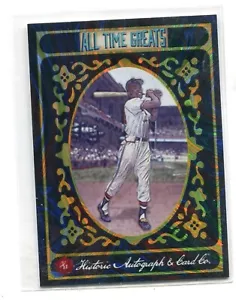 ALL TIME GREATS
Historic Autograph & Card Co.